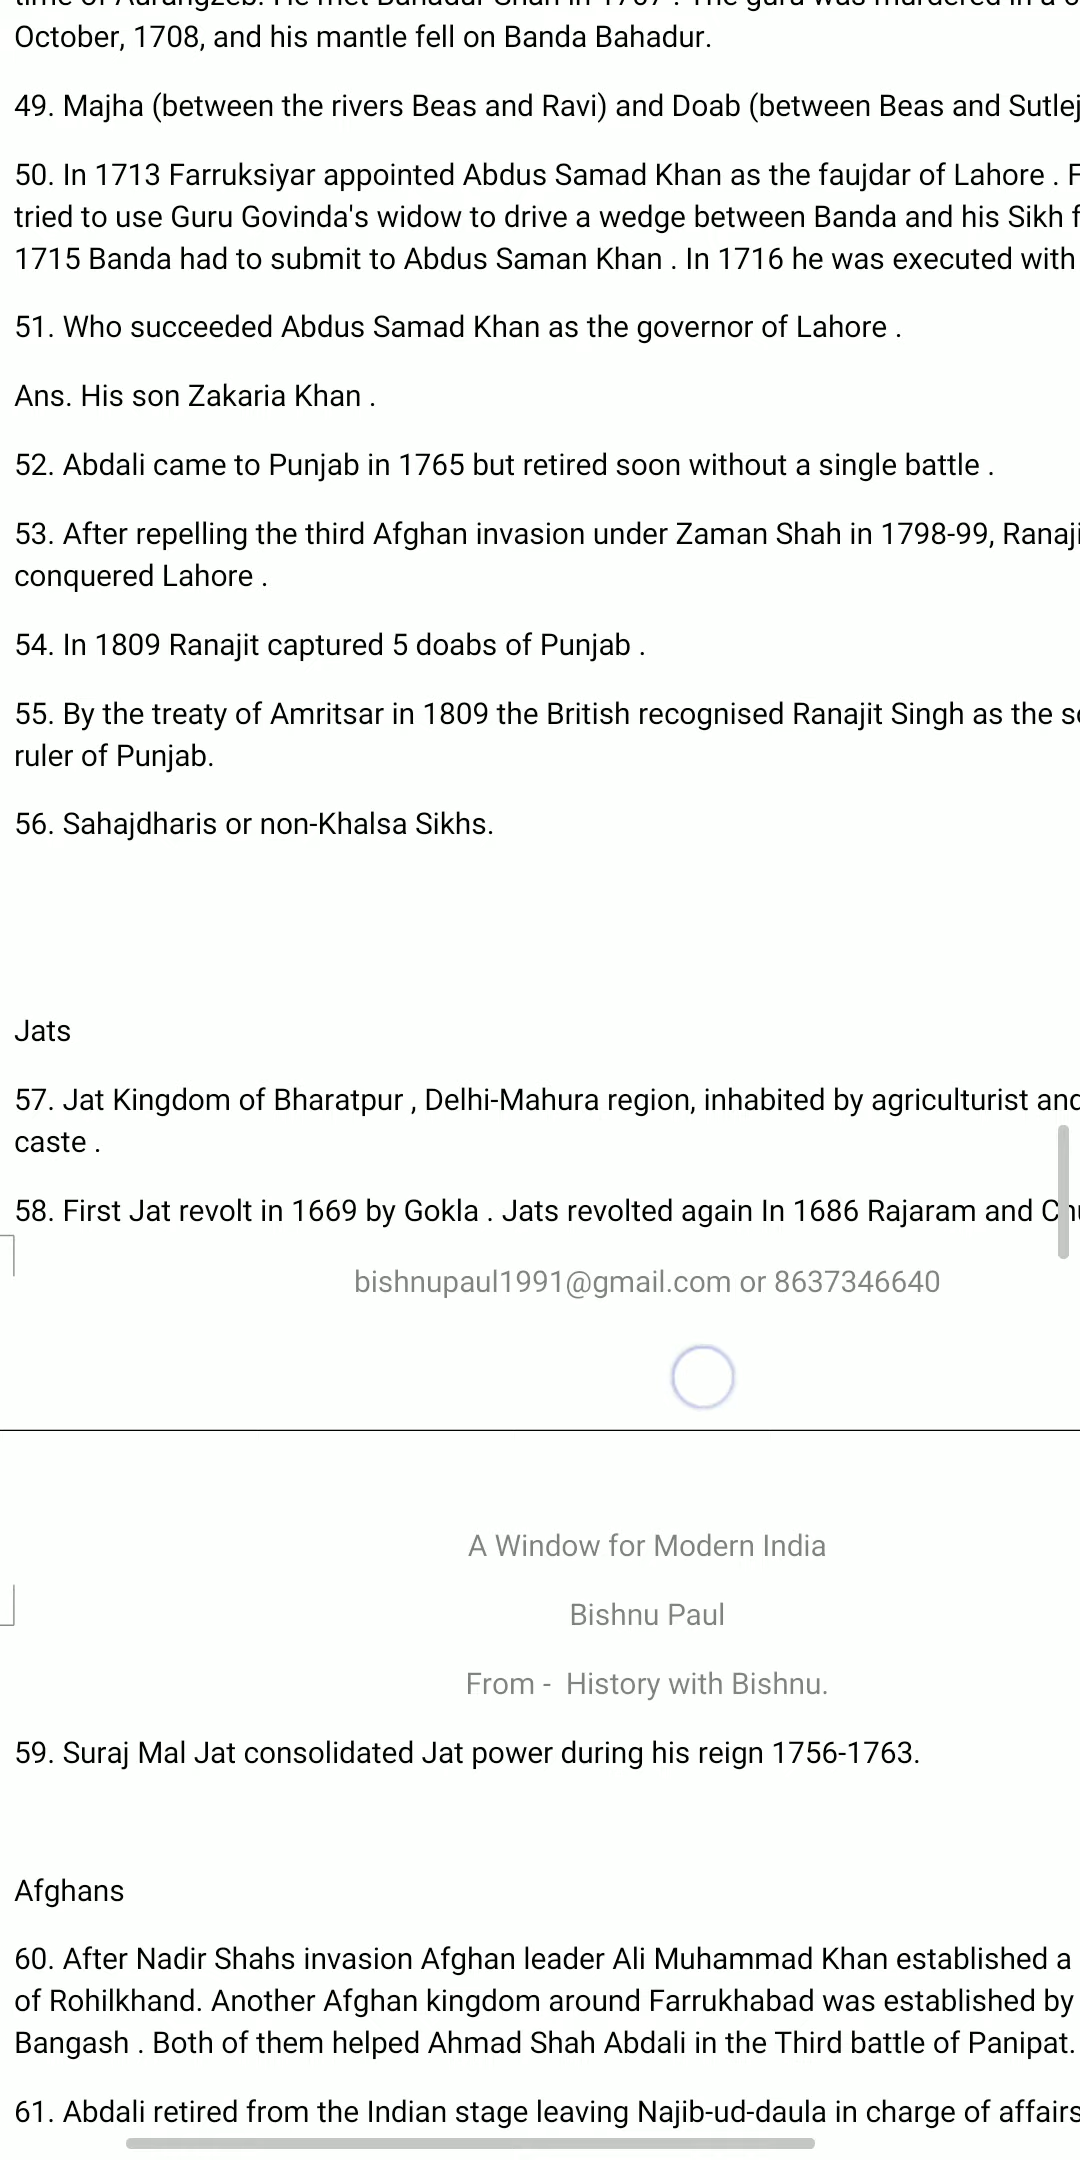 October, 1708, and his mantle fell on Banda Bahadur.
49. Majha (between the rivers Beas and Ravi) and Doab (between Beas and Sutlej
50. In 1713 Farruksiyar appointed Abdus Samad Khan as the faujdar of Lahore . F
tried to use Guru Govinda's widow to drive a wedge between Banda and his Sikh f
1715 Banda had to submit to Abdus Saman Khan . In 1716 he was executed with
51. Who succeeded Abdus Samad Khan as the governor of Lahore .
Ans. His son Zakaria Khan .
52. Abdali came to Punjab in 1765 but retired soon without a single battle .
53. After repelling the third Afghan invasion under Zaman Shah in 1798-99, Ranaji
conquered Lahore .
54. In 1809 Ranajit captured 5 doabs of Punjab .
55. By the treaty of Amritsar in 1809 the British recognised Ranajit Singh as the
ruler of Punjab.
56. Sahajdharis or non-Khalsa Sikhs.
Jats
57. Jat Kingdom of Bharatpur , Delhi-Mahura region, inhabited by agriculturist and
caste .
58. First Jat revolt in 1669 by Gokla . Jats revolted again In 1686 Rajaram and
bishnupaul1991@gmail.com or 8637346640
A Window for Modern India
Bishnu Paul
From - History with Bishnu.
59. Suraj Mal Jat consolidated Jat power during his reign 1756-1763.
Afghans
60. After Nadir Shahs invasion Afghan leader Ali Muhammad Khan established a
of Rohilkhand. Another Afghan kingdom around Farrukhabad was established by
Bangash . Both of them helped Ahmad Shah Abdali in the Third battle of Panipat.
61. Abdali retired from the Indian stage leaving Najib-ud-daula in charge of affairs